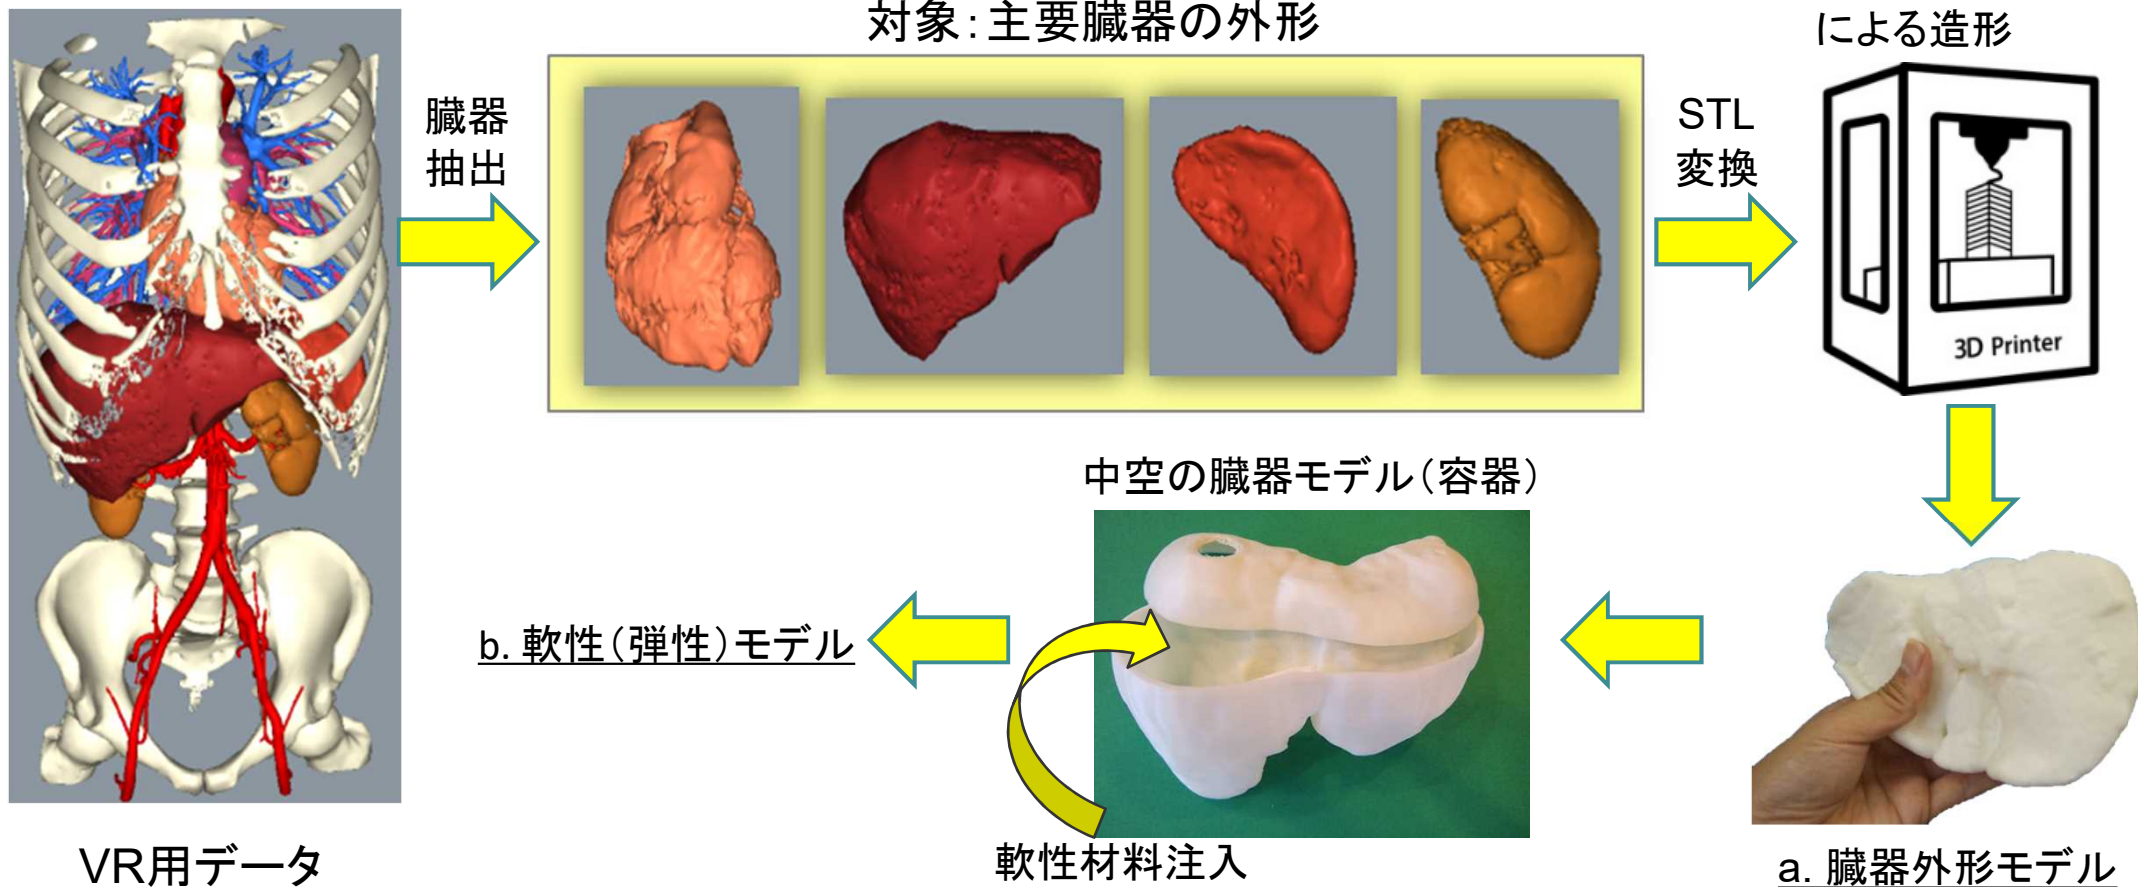 対象：主要臓器の外形
による造形
臓器
抽出
STL
変換
3D Printer
中空の臓器モデル（容器）
b. 軟性（弾性）モデル
軟性材料注入
VR用データ
a. 臓器外形モデル